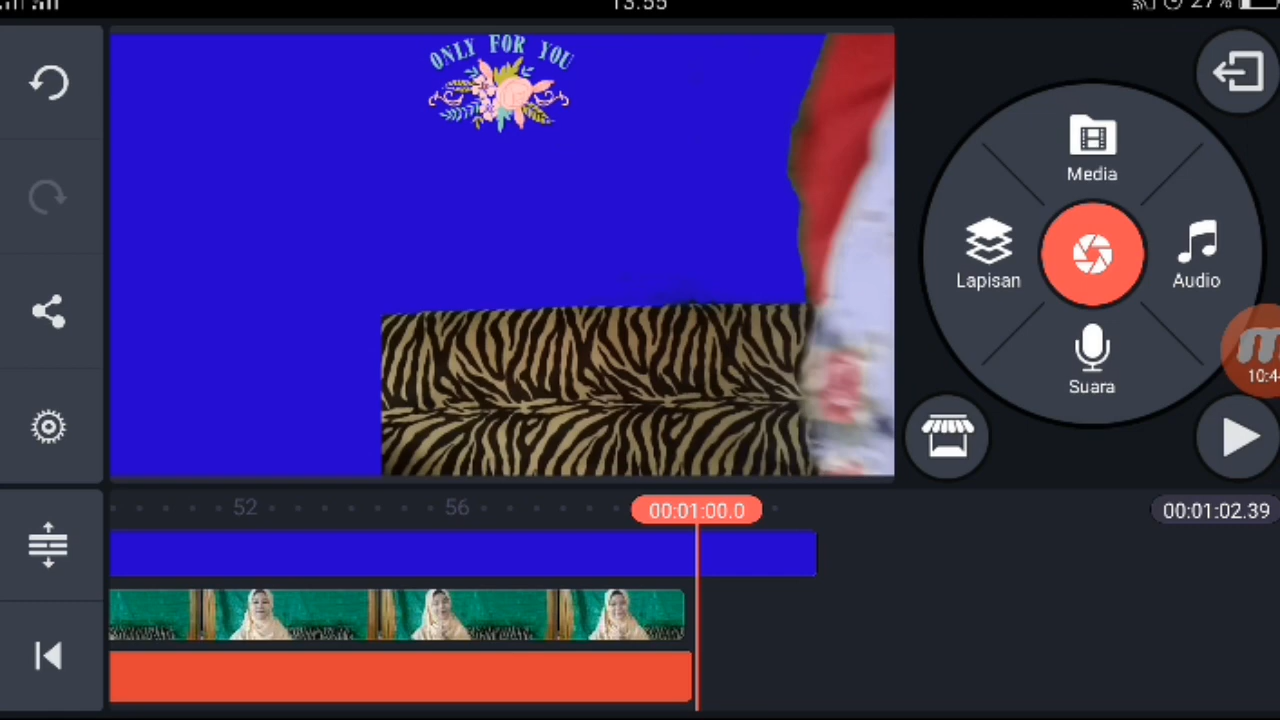 13.55
27%
ONLY FOR YOU
Media
Lapisan
Audio
Suara
10:4
52
56
00:01:00.0
00:01:02.39